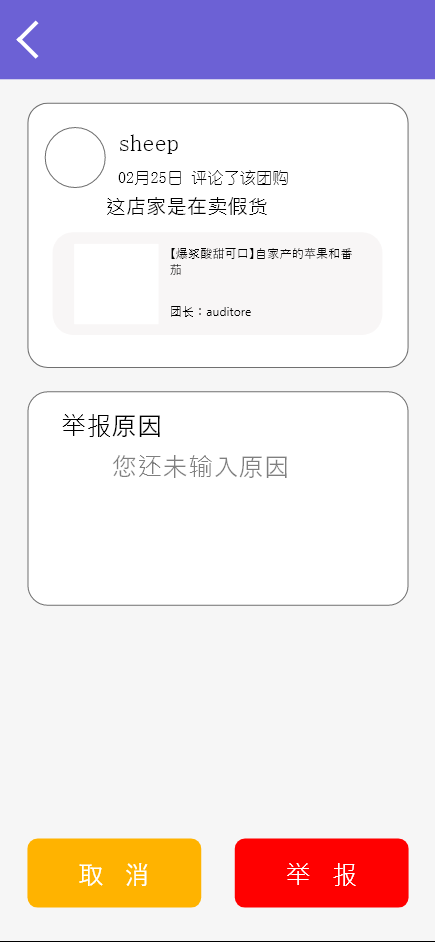 sheep
02月25日 评论了该团购
这店家是在卖假货
【爆浆酸甜可口】自家产的苹果和番
茄
团长：auditore
举报原因
您还未输入原因
取 消
举 报